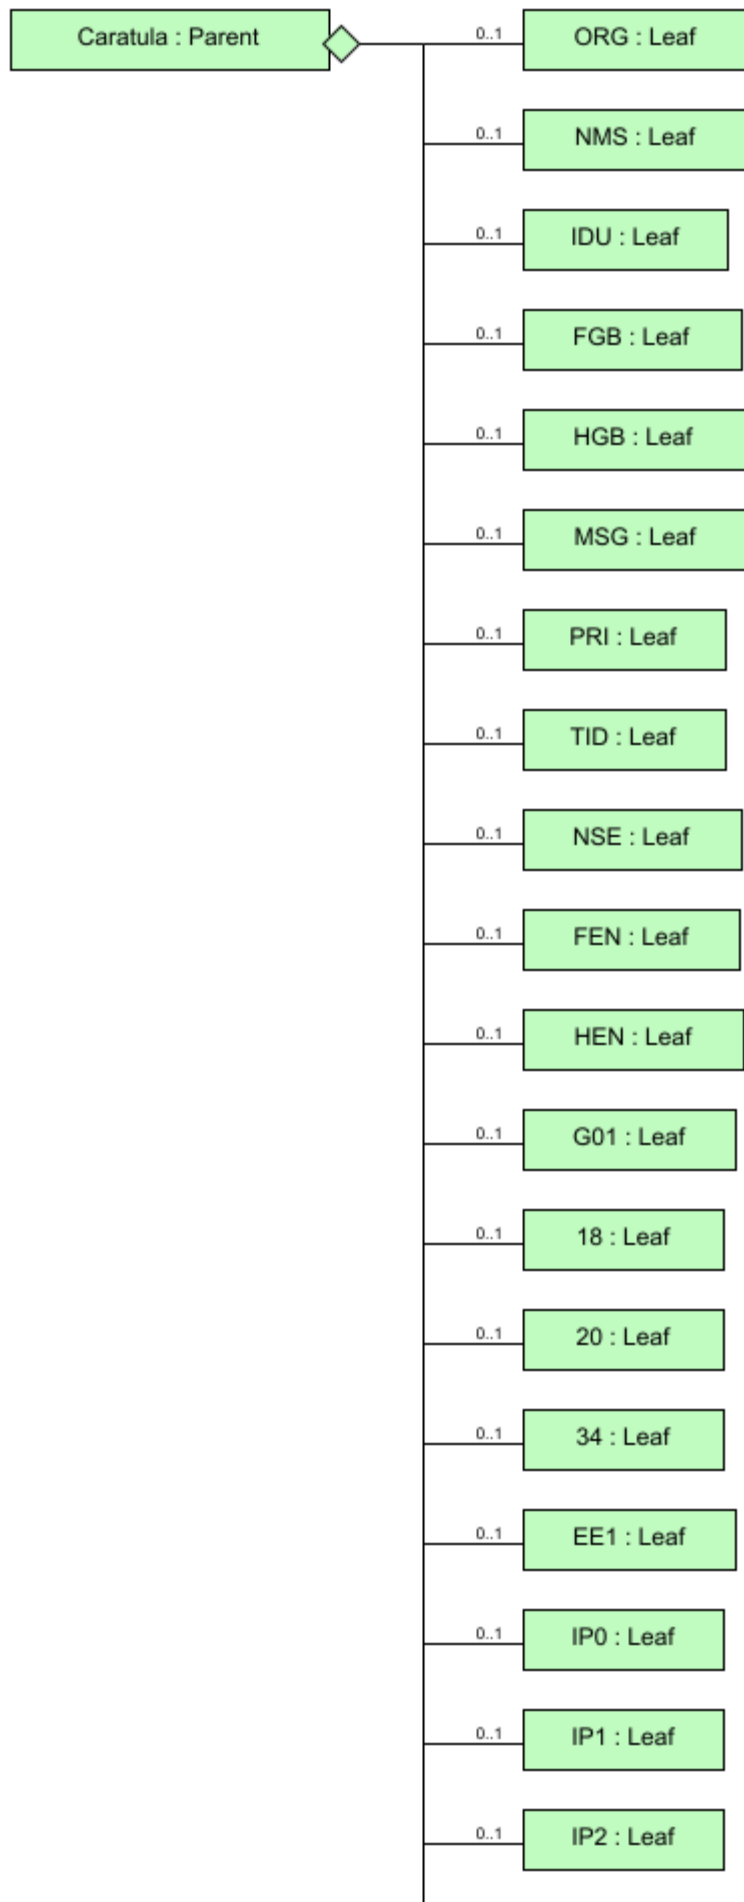 Caratula : Parent
0..1
ORG : Leaf
0..1
NMS : Leaf
0..1
IDU : Leaf
0..1
FGB : Leaf
0..1
HGB : Leaf
0..1
MSG : Leaf
0..1
PRI : Leaf
0..1
TID : Leaf
0..1
NSE : Leaf
0..1
FEN : Leaf
0..1
HEN : Leaf
0..1
G01 : Leaf
0..1
18 : Leaf
0..1
20 : Leaf
0..1
34 : Leaf
0..1
EE1 : Leaf
0..1
IP0 : Leaf
0..1
IP1 : Leaf
0..1
IP2 : Leaf